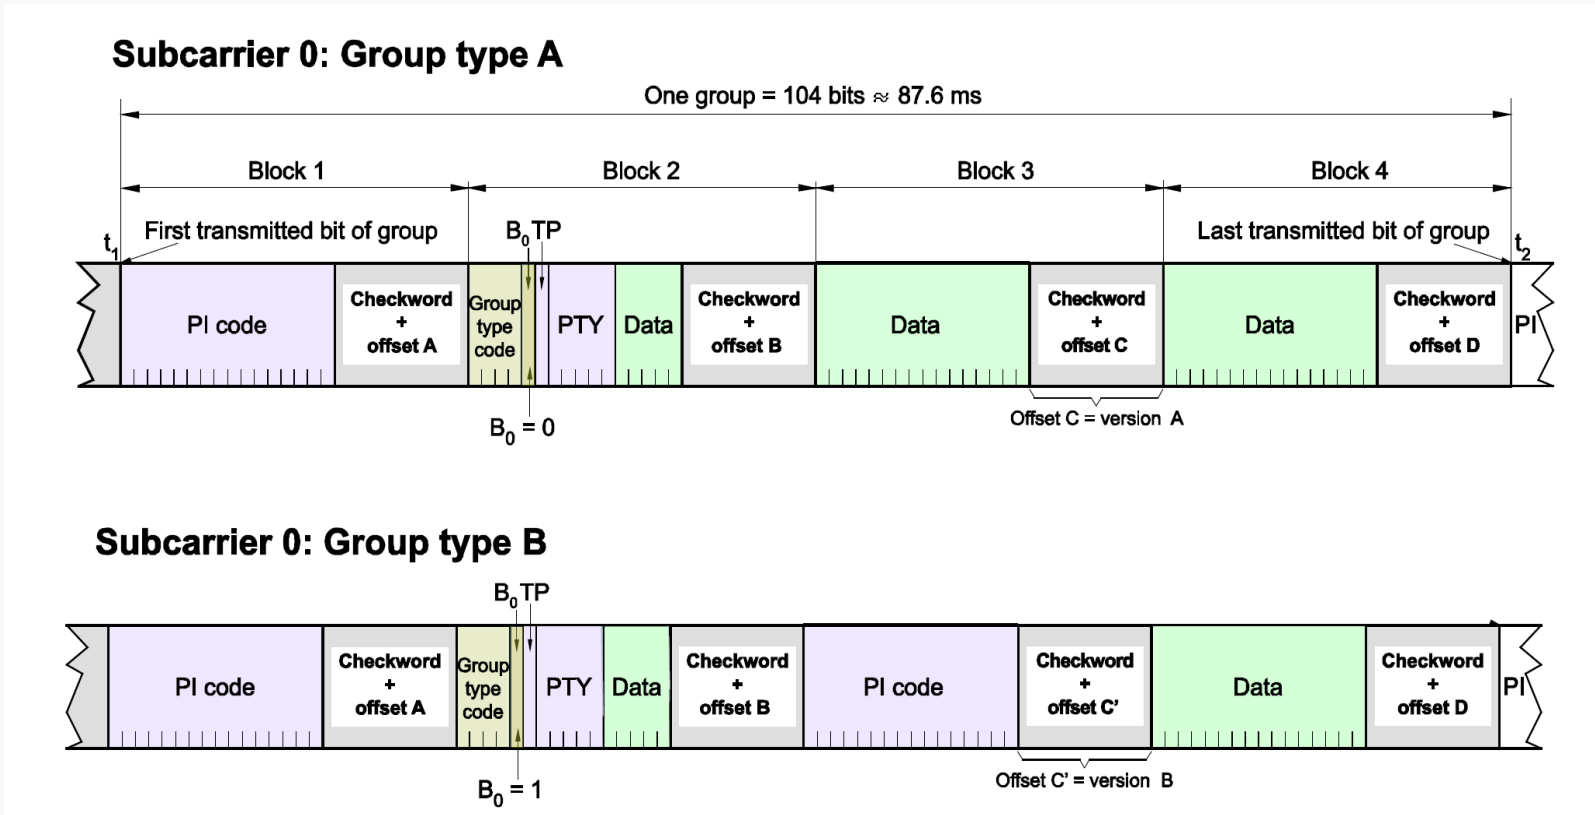 Subcarrier 0: Group type A
One group = 104 bits ≈ 87.6 ms
Block 1
Block 2
Block 3
Block 4
t1
First transmitted bit of group
B0 TP
Last transmitted bit of group
t2
PI code
Checkword
+
offset A
Group
type
code
PTY
Data
Checkword
+
offset B
Data
Checkword
+
offset C
Data
Checkword
+
offset D
PI
B0 = 0
Offset C = version A
Subcarrier 0: Group type B
B0 TP
PI code
Checkword
+
offset A
Group
type
code
PTY
Data
Checkword
+
offset B
PI code
Checkword
+
offset C'
Data
Checkword
+
offset D
PI
B0 = 1
Offset C' = version B